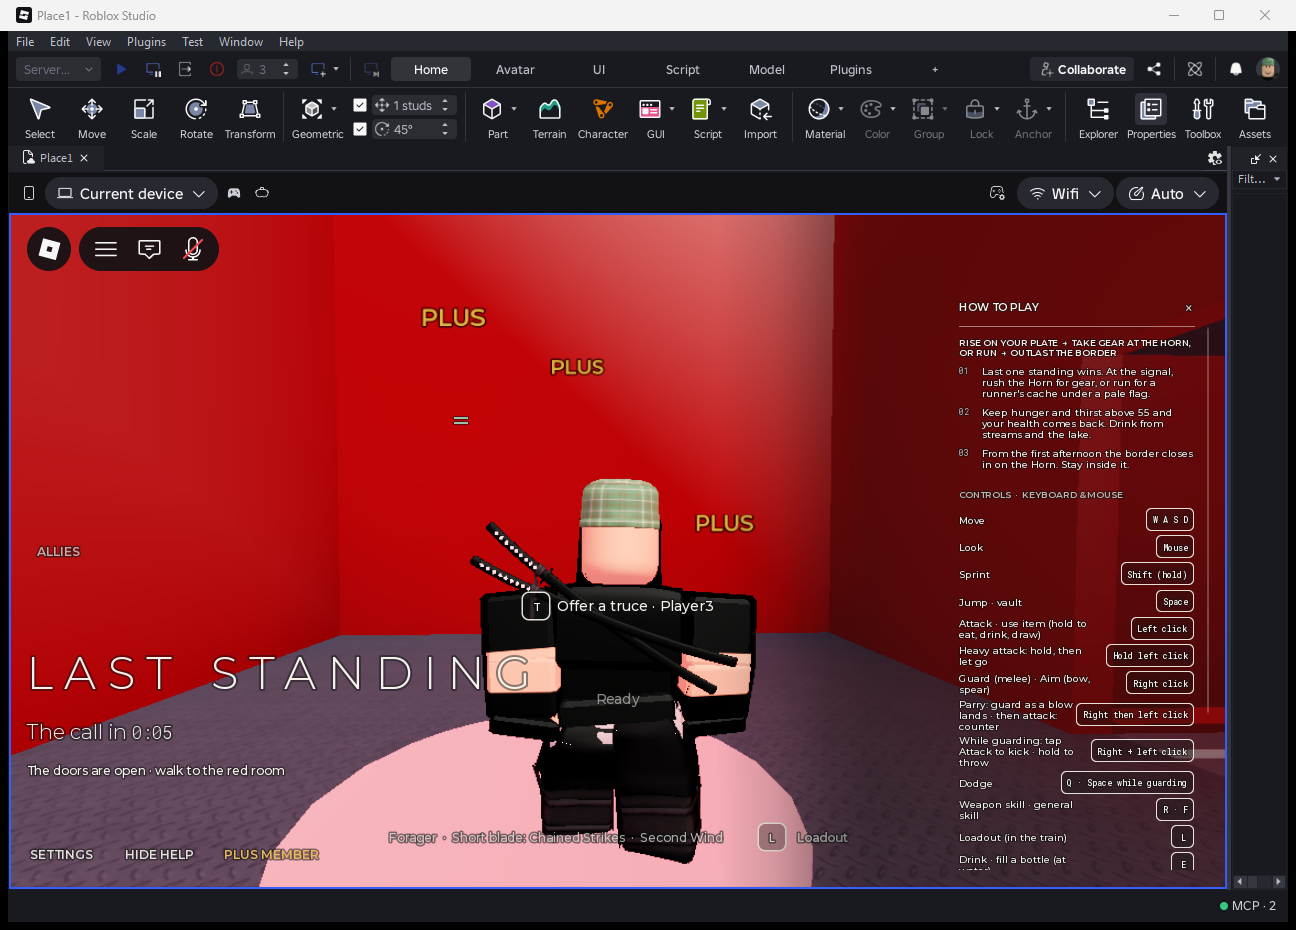 Place1 - Roblox Studio
File Edit View Plugins Test Window Help
Server... 3 Home Avatar UI Script Model Plugins + Collaborate
1 studs
45°
Select Move Scale Rotate Transform Geometric Part Terrain Character GUI Script Import Material Color Group Lock Anchor Explorer Properties Toolbox Assets
Place1
Current device Wifi Auto
Filt...
PLUS
PLUS
PLUS
ALLIES
T Offer a truce · Player3
LAST STANDING
Ready
The call in 0:05
The doors are open · walk to the red room
Forager · Short blade: Chained Strikes · Second Wind L Loadout
SETTINGS HIDE HELP PLUS MEMBER
HOW TO PLAY ×
RISE ON YOUR PLATE → TAKE GEAR AT THE HORN,
OR RUN → OUTLAST THE BORDER
01 Last one standing wins. At the signal,
rush the Horn for gear, or run for a
runner's cache under a pale flag.
02 Keep hunger and thirst above 55 and
your health comes back. Drink from
streams and the lake.
03 From the first afternoon the border closes
in on the Horn. Stay inside it.
CONTROLS · KEYBOARD & MOUSE
Move W A S D
Look Mouse
Sprint Shift (hold)
Jump · vault Space
Attack · use item (hold to
eat, drink, draw) Left click
Heavy attack: hold, then
let go Hold left click
Guard (melee) · Aim (bow,
spear) Right click
Parry: guard as a blow
lands · then attack:
counter Right then left click
While guarding: tap
Attack to kick · hold to
throw Right + left click
Dodge Q · Space while guarding
Weapon skill · general
skill R · F
Loadout (in the train) L
Drink · fill a bottle (at
water) E
MCP · 2